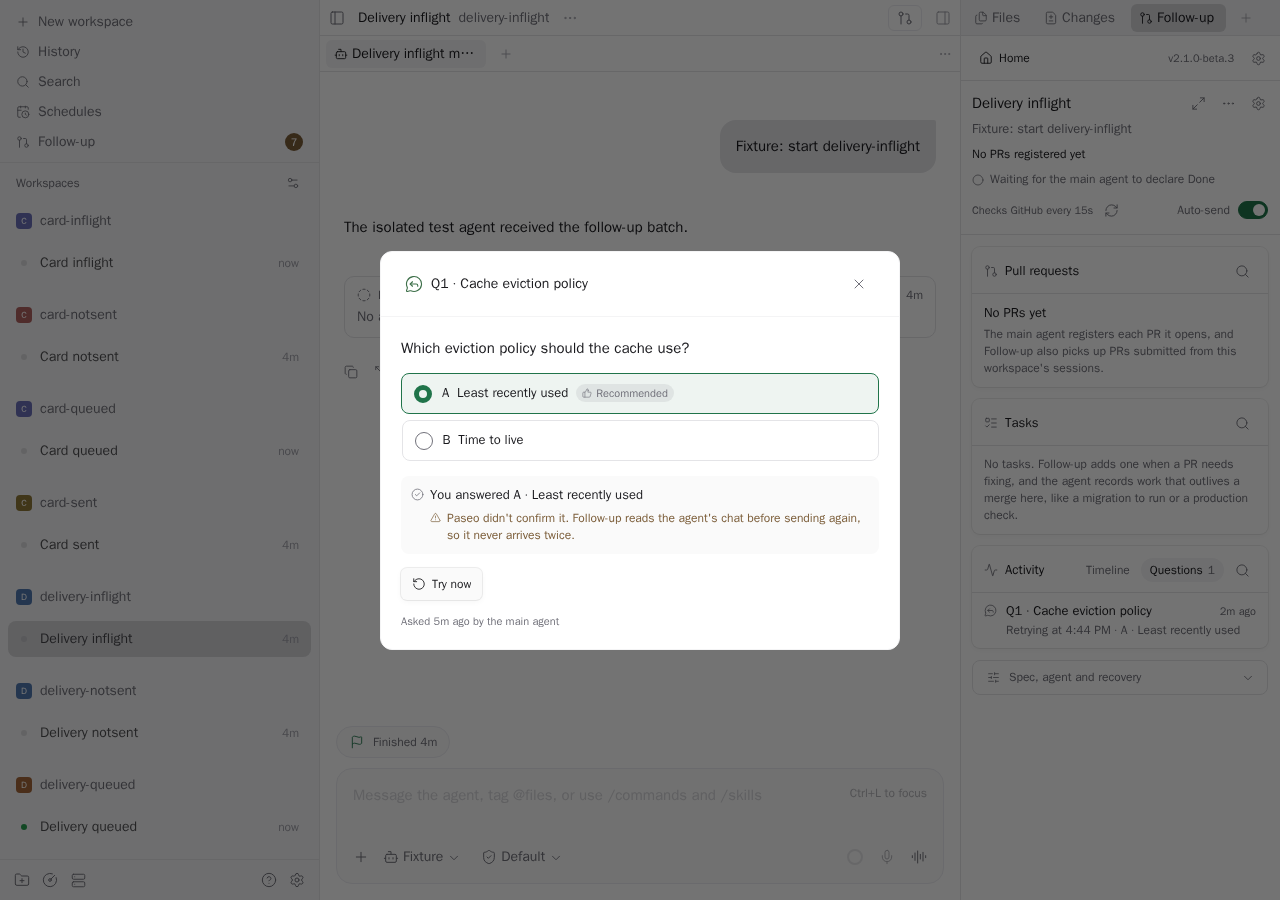 New workspace
History
Search
Schedules
Follow-up 7
Workspaces
C card-inflight
Card inflight now
C card-notsent
Card notsent 4m
C card-queued
Card queued now
C card-sent
Card sent 4m
D delivery-inflight
Delivery inflight 4m
D delivery-notsent
Delivery notsent 4m
D delivery-queued
Delivery queued now
Delivery inflight delivery-inflight
Delivery inflight m···
Fixture: start delivery-inflight
The isolated test agent received the follow-up batch.
4m
No
Q1 · Cache eviction policy
Which eviction policy should the cache use?
A Least recently used Recommended
B Time to live
You answered A · Least recently used
Paseo didn't confirm it. Follow-up reads the agent's chat before sending again,
so it never arrives twice.
Try now
Asked 5m ago by the main agent
Finished 4m
Message the agent, tag @files, or use /commands and /skills
Ctrl+L to focus
Fixture Default
Files Changes Follow-up
Home v2.1.0-beta.3
Delivery inflight
Fixture: start delivery-inflight
No PRs registered yet
Waiting for the main agent to declare Done
Checks GitHub every 15s Auto-send
Pull requests
No PRs yet
The main agent registers each PR it opens, and
Follow-up also picks up PRs submitted from this
workspace's sessions.
Tasks
No tasks. Follow-up adds one when a PR needs
fixing, and the agent records work that outlives a
merge here, like a migration to run or a production
check.
Activity Timeline Questions 1
Q1 · Cache eviction policy 2m ago
Retrying at 4:44 PM · A · Least recently used
Spec, agent and recovery